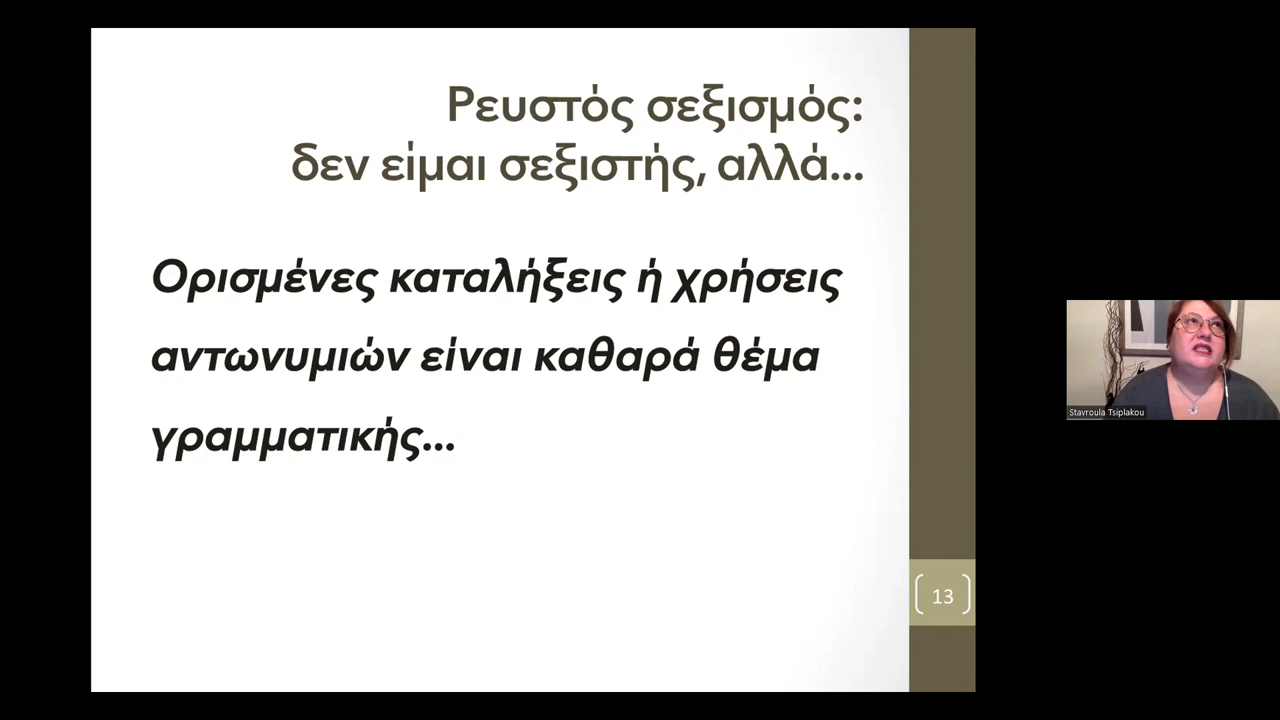 Ρευστός σεξισμός:
δεν είμαι σεξιστής, αλλά...
Ορισμένες καταλήξεις ή χρήσεις
αντωνυμιών είναι καθαρά θέμα
γραμματικής...
13
Stavroula Tsiplakou